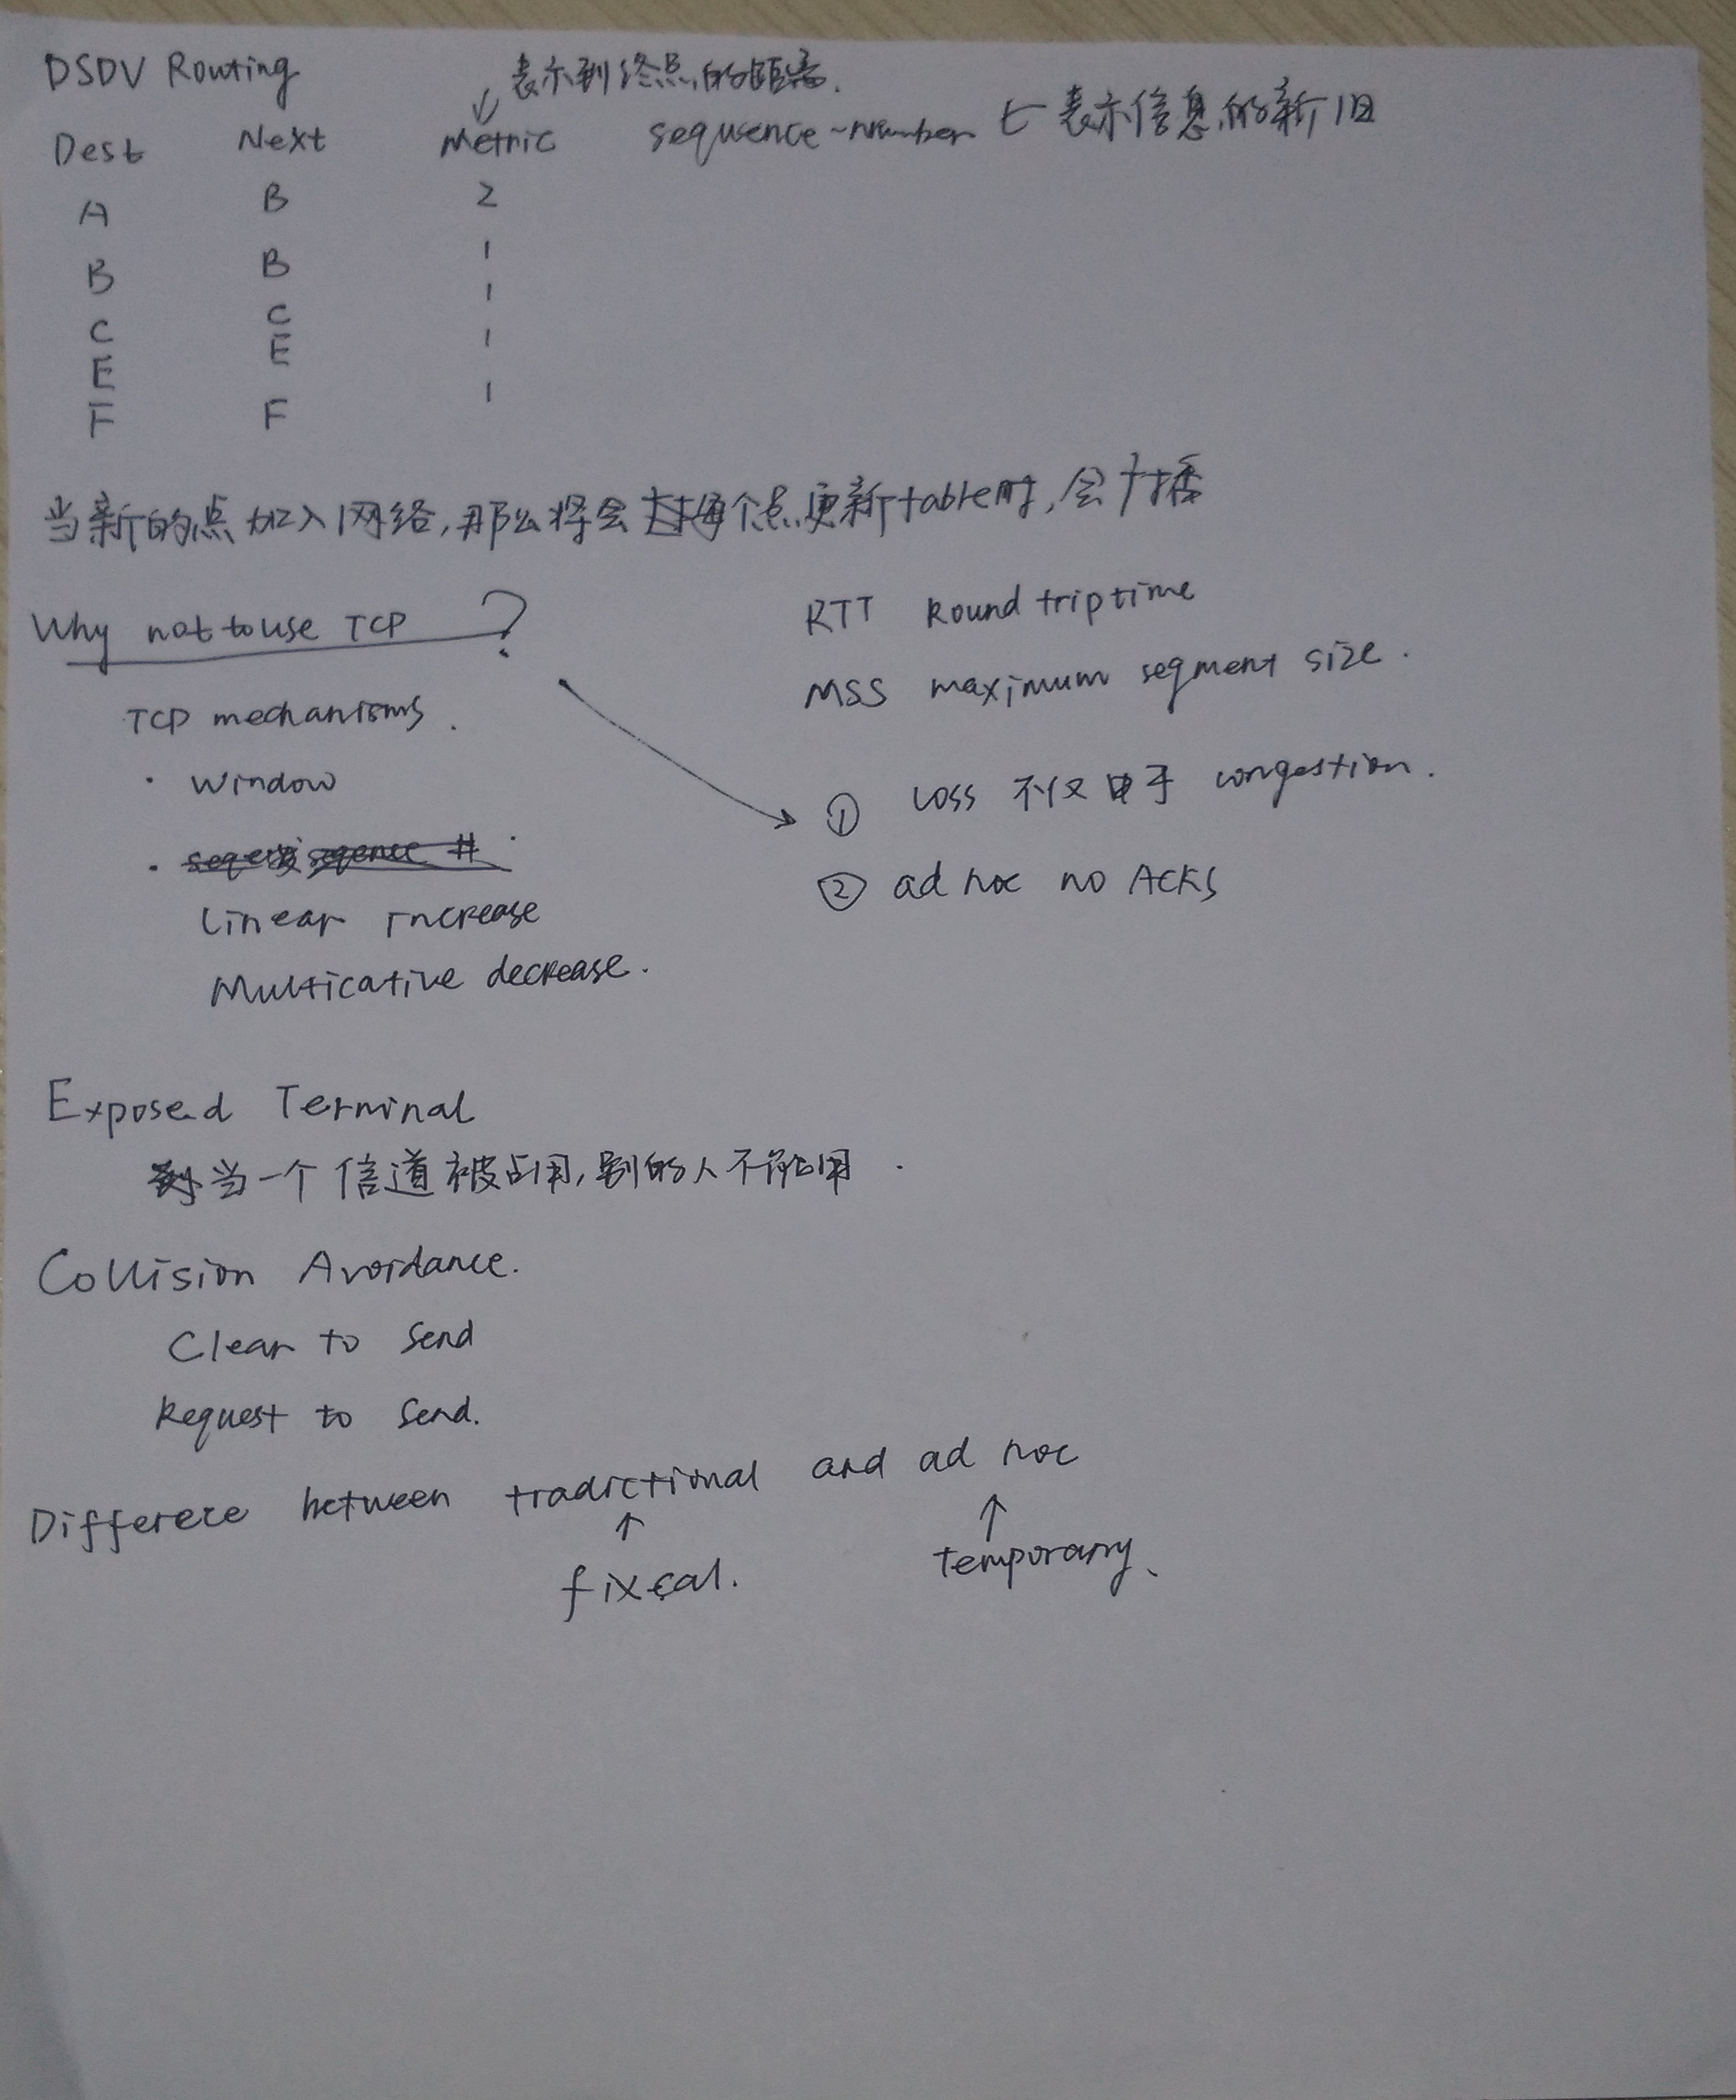 DSDV Routing
表示到终点的距离.
Dest Next Metric sequence-number ← 表示信息的新旧
A B 2
B B 1
C C 1
E E 1
F F 1
当新的点加入网络,那么将会 每个点更新table时,会广播
Why not to use TCP ?
TCP mechanisms.
· Window
Linear Increase
Multicative decrease.
RTT Round trip time
MSS maximum segment size.
① Loss 不仅由于 congestion.
② ad hoc no ACKs
Exposed Terminal
当一个信道被占用,别的人不能占用.
Collision Avoidance.
Clear to Send
Request to Send.
Differece between tradictional and ad hoc
↑ ↑
temporary.